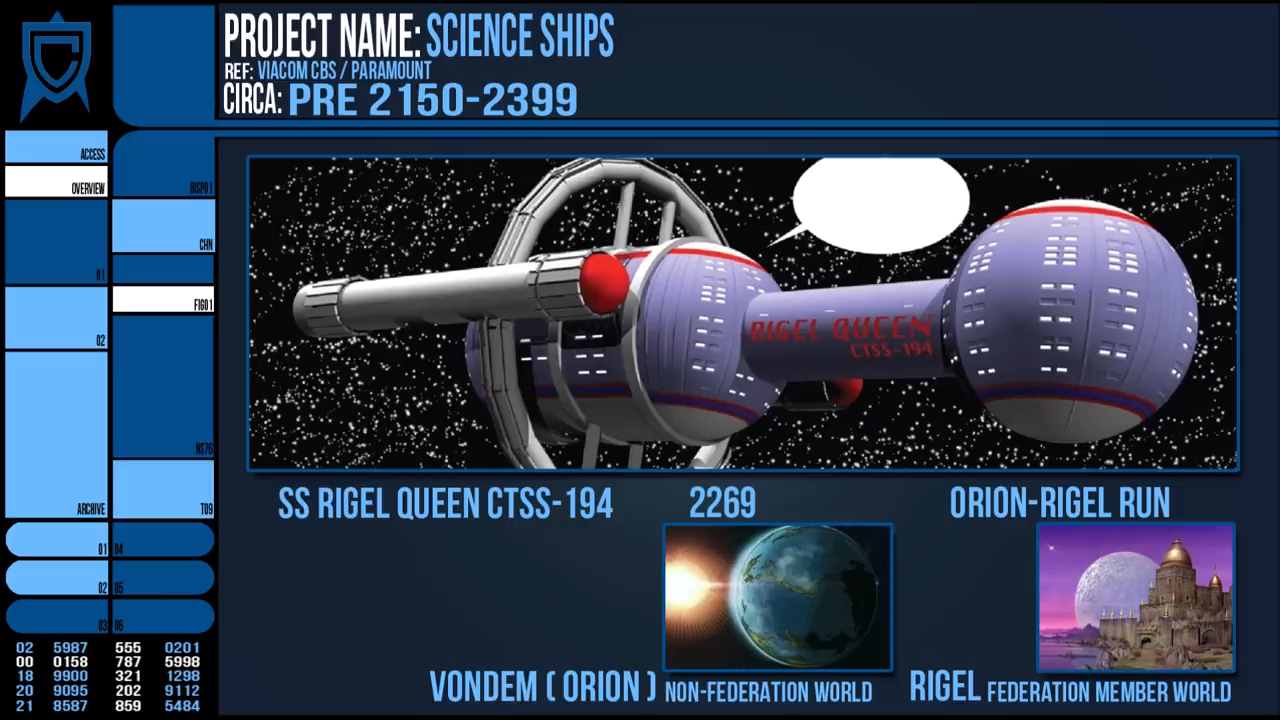 PROJECT NAME: SCIENCE SHIPS
REF: VIACOM CBS / PARAMOUNT
CIRCA: PRE 2150-2399
ACCESS
OVERVIEW
DISP01
CHN
01
FIG01
02
NS76
ARCHIVE
T09
01 04
02 05
03 06
02 5987 555 0201
00 0158 787 5998
18 9900 321 1298
20 9095 202 9112
21 8587 859 5484
RIGEL QUEEN
CTSS-194
SS RIGEL QUEEN CTSS-194 2269 ORION-RIGEL RUN
VONDEM ( ORION ) NON-FEDERATION WORLD
RIGEL FEDERATION MEMBER WORLD